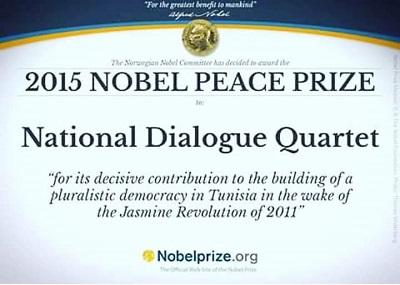 "For the greatest benefit to mankind"
Alfred Nobel
The Norwegian Nobel Committee has decided to award the
2015 NOBEL PEACE PRIZE
to:
National Dialogue Quartet
"for its decisive contribution to the building of a
pluralistic democracy in Tunisia in the wake of
the Jasmine Revolution of 2011"
Nobelprize.org
The Official Web Site of the Nobel Prize